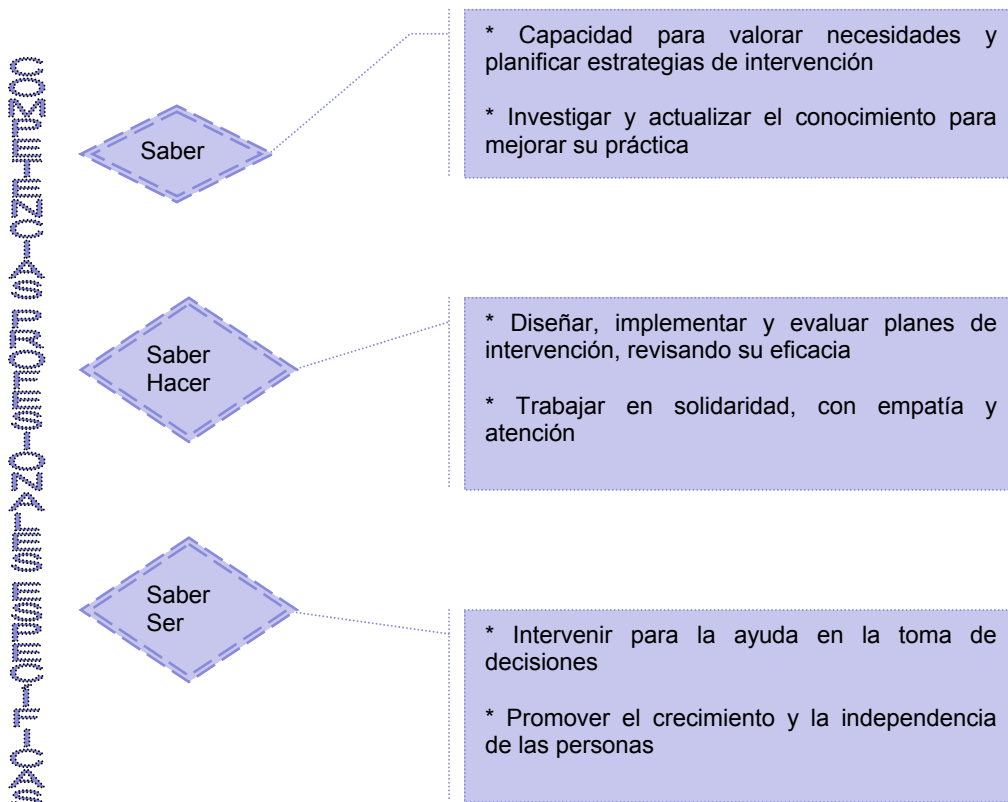 COMPETENCIAS PROFESIONALES ESPECIFICAS
Saber
* Capacidad para valorar necesidades y
planificar estrategias de intervención
* Investigar y actualizar el conocimiento para
mejorar su práctica
Saber
Hacer
* Diseñar, implementar y evaluar planes de
intervención, revisando su eficacia
* Trabajar en solidaridad, con empatía y
atención
Saber
Ser
* Intervenir para la ayuda en la toma de
decisiones
* Promover el crecimiento y la independencia
de las personas